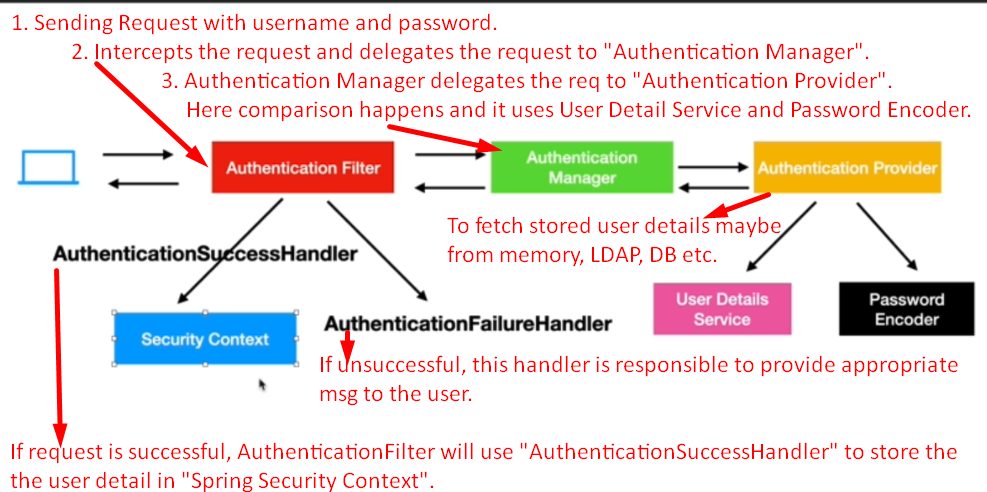 1. Sending Request with username and password.
2. Intercepts the request and delegates the request to "Authentication Manager".
3. Authentication Manager delegates the req to "Authentication Provider".
Here comparison happens and it uses User Detail Service and Password Encoder.
Authentication Filter
Authentication
Manager
Authentication Provider
To fetch stored user details maybe
from memory, LDAP, DB etc.
AuthenticationSuccessHandler
User Details
Service
Password
Encoder
Security Context
AuthenticationFailureHandler
If unsuccessful, this handler is responsible to provide appropriate
msg to the user.
If request is successful, AuthenticationFilter will use "AuthenticationSuccessHandler" to store the
the user detail in "Spring Security Context".